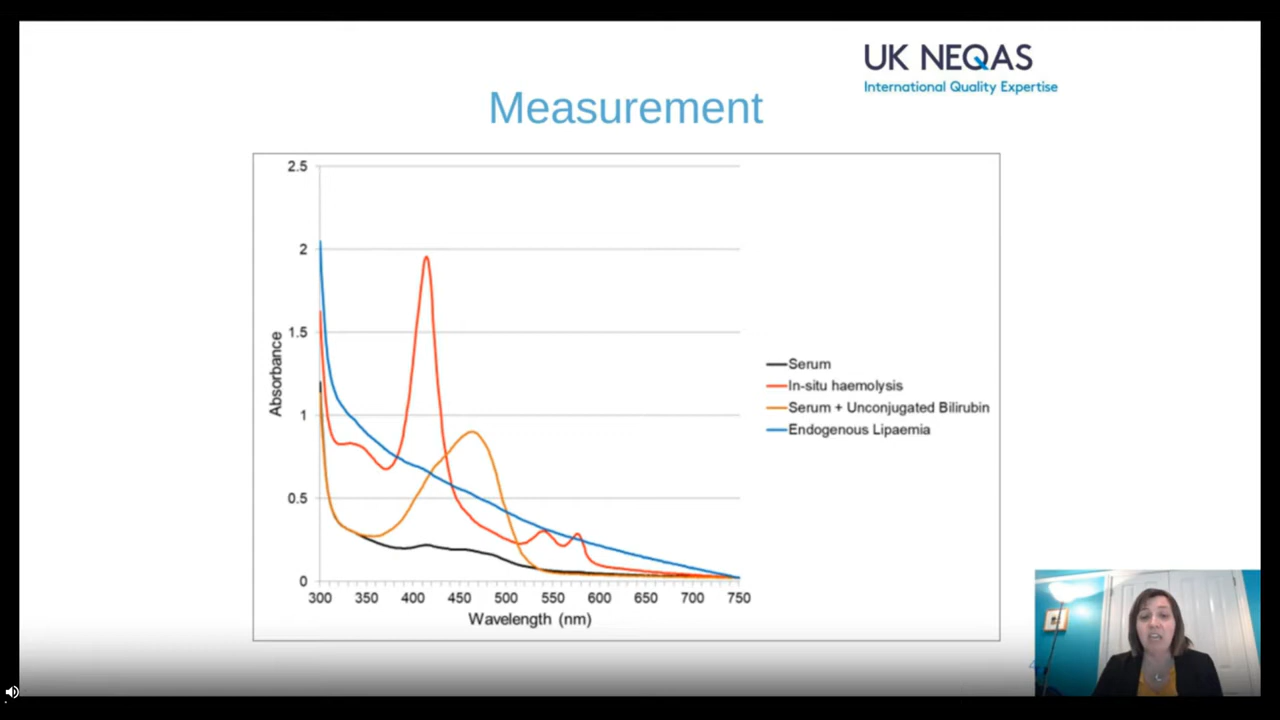 UK NEQAS
International Quality Expertise
Measurement
2.5
2
1.5
1
0.5
0
Absorbance
300 350 400 450 500 550 600 650 700 750
Wavelength (nm)
Serum
In-situ haemolysis
Serum + Unconjugated Bilirubin
Endogenous Lipaemia